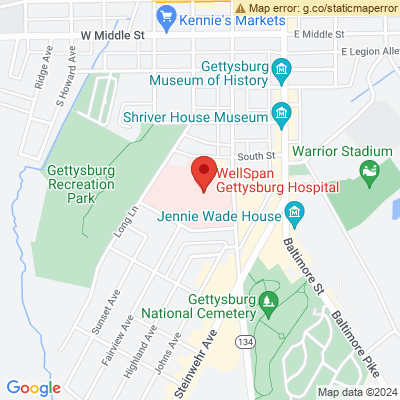 Map error: g.co/staticmaperror
Kennie's Markets
W Middle St
E Middle St
E Legion Alle
Ridge Ave
S Howard Ave
Gettysburg
Museum of History
Shriver House Museum
South St
Warrior Stadium
Gettysburg
Recreation
Park
WellSpan
Gettysburg Hospital
Long Ln
Jennie Wade House
Baltimore St
Gettysburg
National Cemetery
Sunset Ave
Fairview Ave
Highland Ave
Johns Ave
Steinwehr Ave
134
Baltimore Pike
Google
Map data ©2024